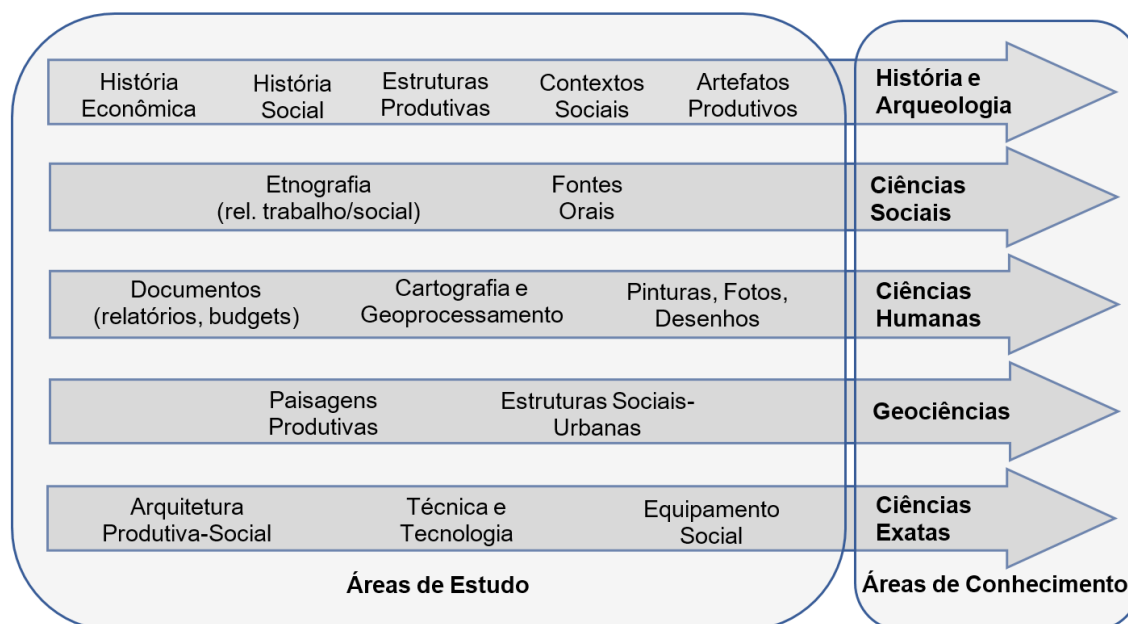 História
Econômica
História
Social
Estruturas
Produtivas
Contextos
Sociais
Artefatos
Produtivos
História e
Arqueologia
Etnografia
(rel. trabalho/social)
Fontes
Orais
Ciências
Sociais
Documentos
(relatórios, budgets)
Cartografia e
Geoprocessamento
Pinturas, Fotos,
Desenhos
Ciências
Humanas
Paisagens
Produtivas
Estruturas Sociais-
Urbanas
Geociências
Arquitetura
Produtiva-Social
Técnica e
Tecnologia
Equipamento
Social
Ciências
Exatas
Áreas de Estudo
Áreas de Conhecimento